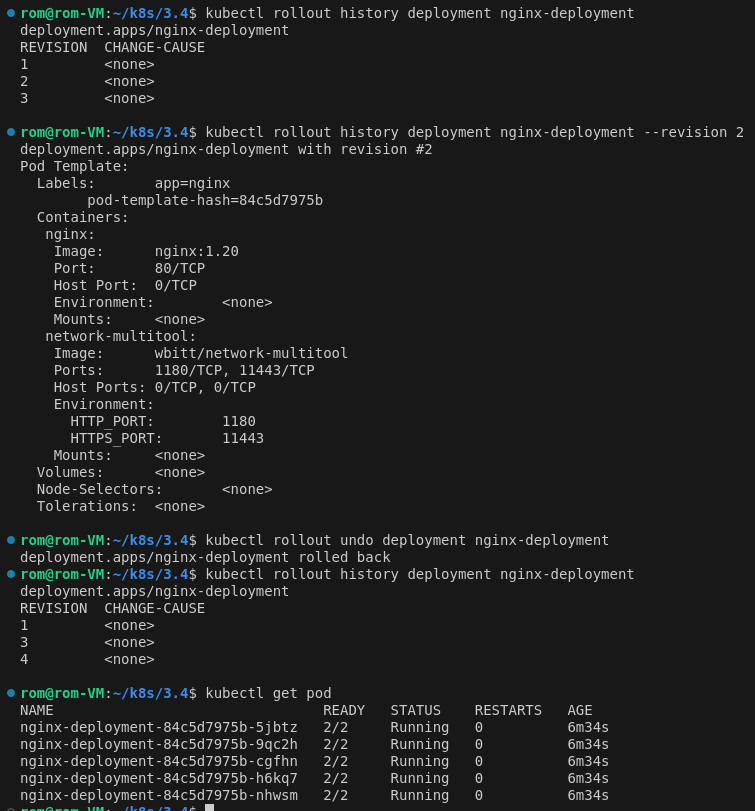 rom@rom-VM:~/k8s/3.4$ kubectl rollout history deployment nginx-deployment
deployment.apps/nginx-deployment
REVISION  CHANGE-CAUSE
1         <none>
2         <none>
3         <none>

rom@rom-VM:~/k8s/3.4$ kubectl rollout history deployment nginx-deployment --revision 2
deployment.apps/nginx-deployment with revision #2
Pod Template:
  Labels:       app=nginx
        pod-template-hash=84c5d7975b
  Containers:
   nginx:
    Image:      nginx:1.20
    Port:       80/TCP
    Host Port:  0/TCP
    Environment:        <none>
    Mounts:     <none>
   network-multitool:
    Image:      wbitt/network-multitool
    Ports:      1180/TCP, 11443/TCP
    Host Ports: 0/TCP, 0/TCP
    Environment:
      HTTP_PORT:        1180
      HTTPS_PORT:       11443
    Mounts:     <none>
  Volumes:      <none>
  Node-Selectors:       <none>
  Tolerations:  <none>

rom@rom-VM:~/k8s/3.4$ kubectl rollout undo deployment nginx-deployment
deployment.apps/nginx-deployment rolled back
rom@rom-VM:~/k8s/3.4$ kubectl rollout history deployment nginx-deployment
deployment.apps/nginx-deployment
REVISION  CHANGE-CAUSE
1         <none>
3         <none>
4         <none>

rom@rom-VM:~/k8s/3.4$ kubectl get pod
NAME                                READY   STATUS    RESTARTS   AGE
nginx-deployment-84c5d7975b-5jbtz   2/2     Running   0          6m34s
nginx-deployment-84c5d7975b-9qc2h   2/2     Running   0          6m34s
nginx-deployment-84c5d7975b-cgfhn   2/2     Running   0          6m34s
nginx-deployment-84c5d7975b-h6kq7   2/2     Running   0          6m34s
nginx-deployment-84c5d7975b-nhwsm   2/2     Running   0          6m34s
rom@rom-VM:~/k8s/3.4$